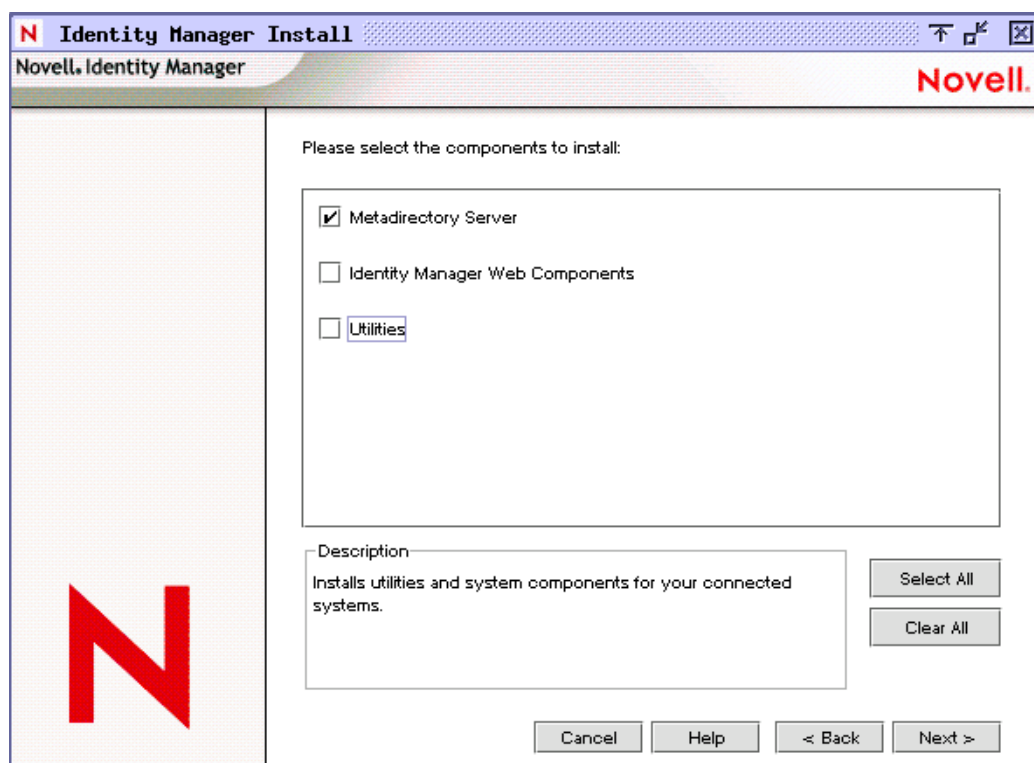 N Identity Manager Install
Novell. Identity Manager
Novell.
Please select the components to install:
Metadirectory Server
Identity Manager Web Components
Utilities
Description
Installs utilities and system components for your connected
systems.
Select All
Clear All
N
Cancel
Help
< Back
Next >